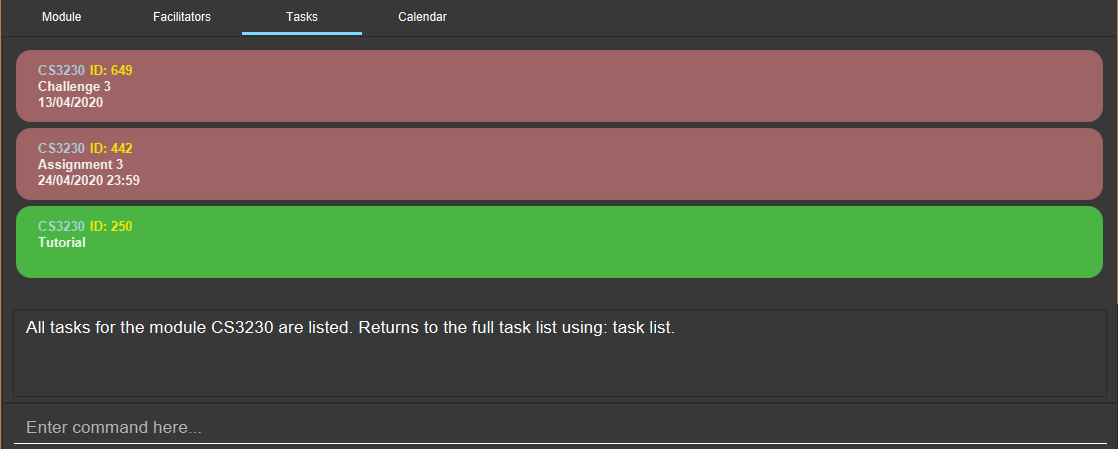 Module Facilitators Tasks Calendar
CS3230 ID: 649
Challenge 3
13/04/2020
CS3230 ID: 442
Assignment 3
24/04/2020 23:59
CS3230 ID: 250
Tutorial
All tasks for the module CS3230 are listed. Returns to the full task list using: task list.
Enter command here...